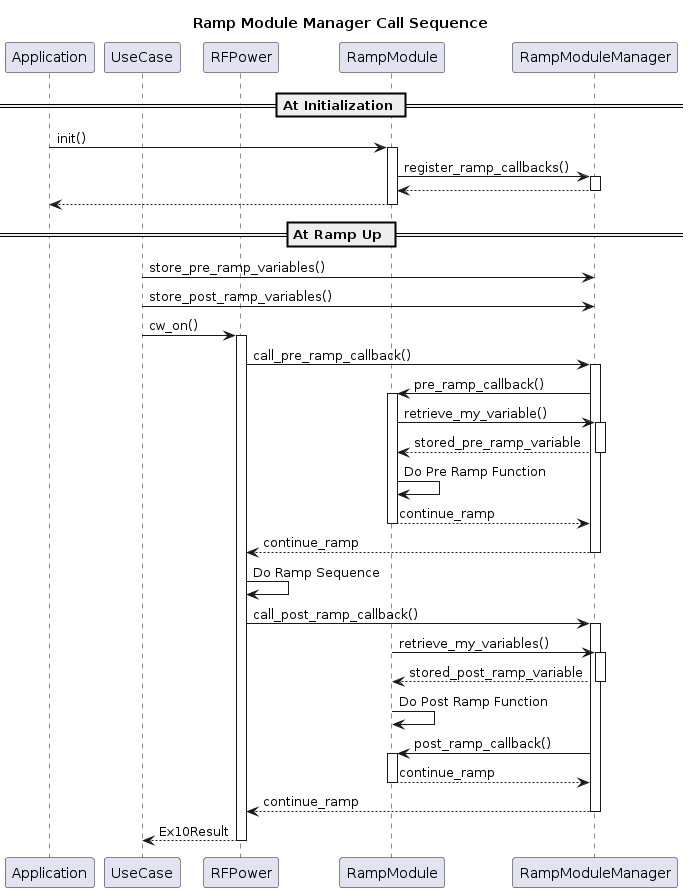 Ramp Module Manager Call Sequence
Application UseCase RFPower RampModule RampModuleManager
At Initialization
init()
register_ramp_callbacks()
At Ramp Up
store_pre_ramp_variables()
store_post_ramp_variables()
cw_on()
call_pre_ramp_callback()
pre_ramp_callback()
retrieve_my_variable()
stored_pre_ramp_variable
Do Pre Ramp Function
continue_ramp
continue_ramp
Do Ramp Sequence
call_post_ramp_callback()
retrieve_my_variables()
stored_post_ramp_variable
Do Post Ramp Function
post_ramp_callback()
continue_ramp
continue_ramp
Ex10Result
Application UseCase RFPower RampModule RampModuleManager